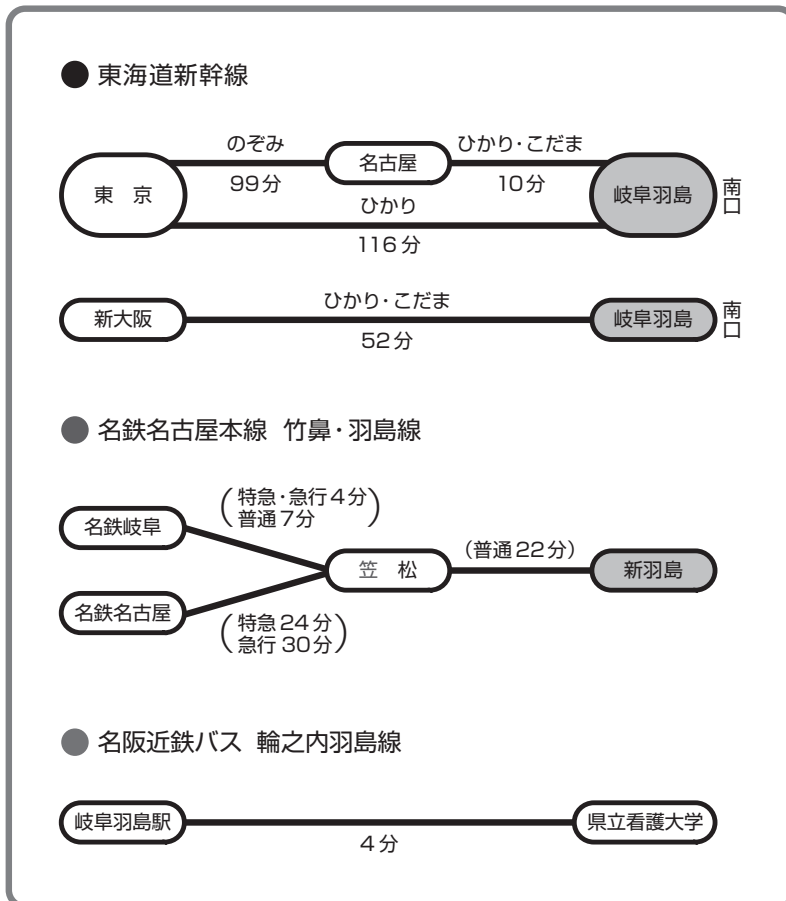 東海道新幹線
のぞみ
ひかり・こだま
東 京
名古屋
岐阜羽島
南口
99分
10分
ひかり
116分
新大阪
ひかり・こだま
岐阜羽島
南口
52分
名鉄名古屋本線 竹鼻・羽島線
名鉄岐阜
(特急・急行4分
普通7分)
笠 松
(普通22分)
新羽島
名鉄名古屋
(特急24分
急行30分)
名阪近鉄バス 輪之内羽島線
岐阜羽島駅
県立看護大学
4分